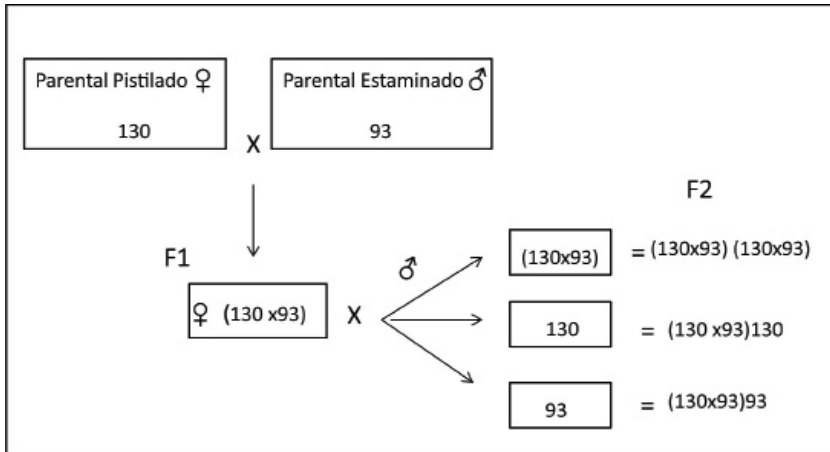 Parental Pistilado ♀
130
X
Parental Estaminado ♂
93
F1
♀ (130 x93)
X
♂
F2
(130x93) = (130x93) (130x93)
130 = (130 x93)130
93 = (130x93)93